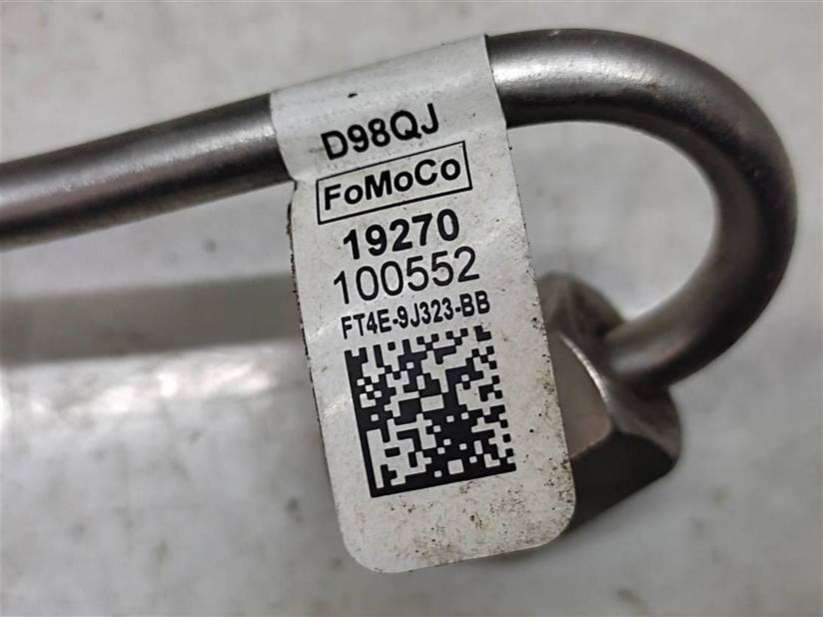 D98QJ
FoMoCo
19270
100552
FT4E-9J323-BB